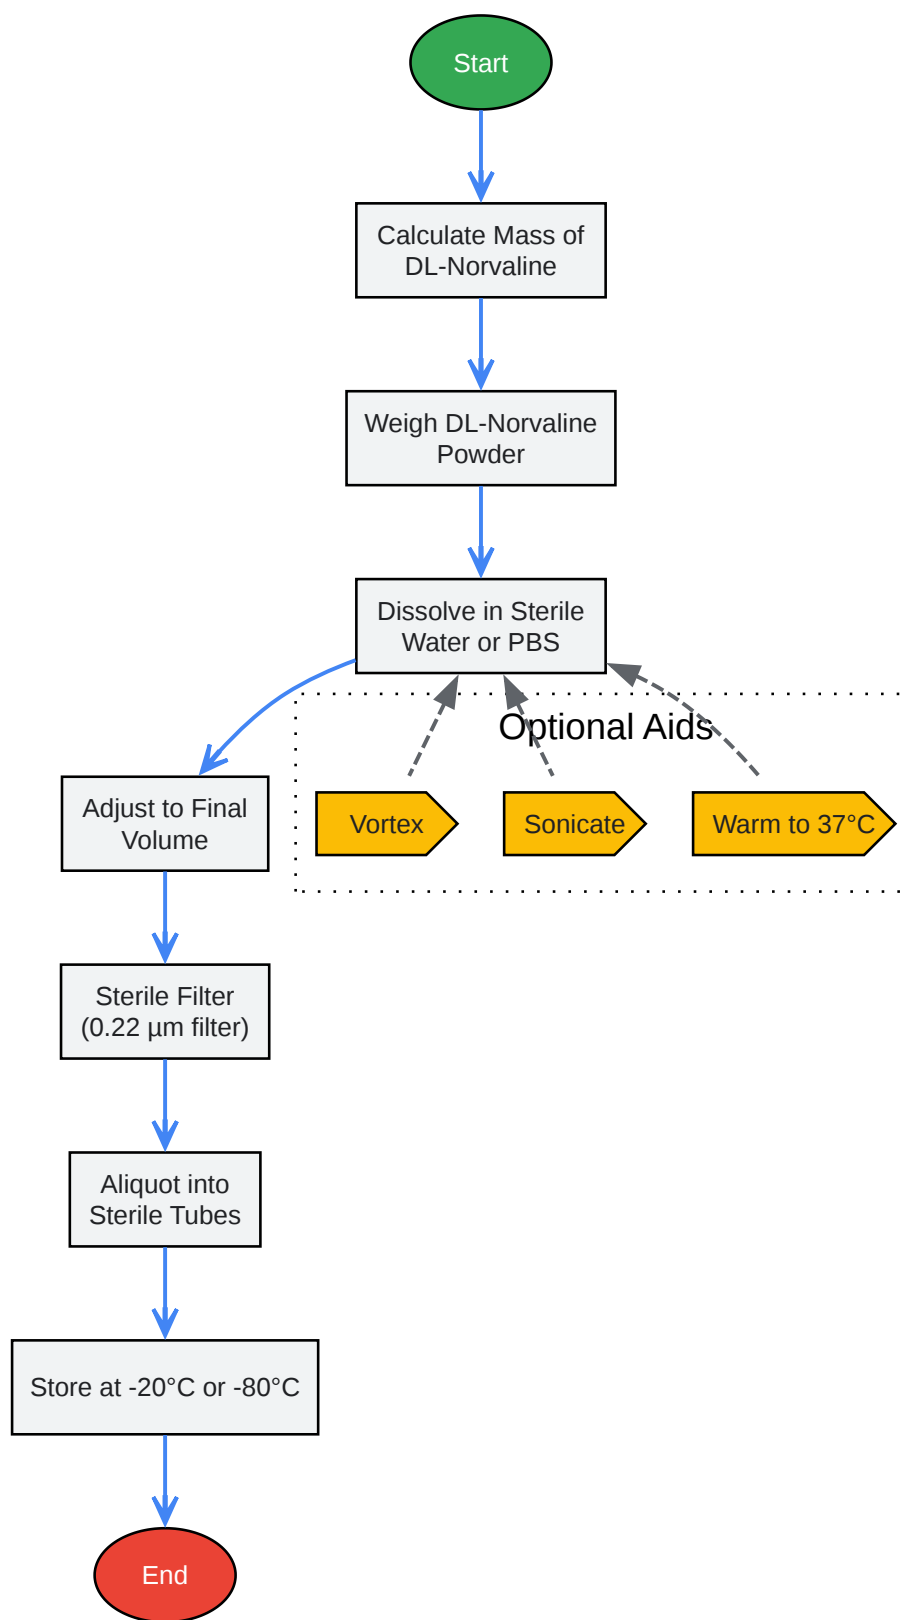 Start
Calculate Mass of
DL-Norvaline
Weigh DL-Norvaline
Powder
Dissolve in Sterile
Water or PBS
Optional Aids
Adjust to Final
Volume
Vortex
Sonicate
Warm to 37°C
Sterile Filter
(0.22 µm filter)
Aliquot into
Sterile Tubes
Store at -20°C or -80°C
End